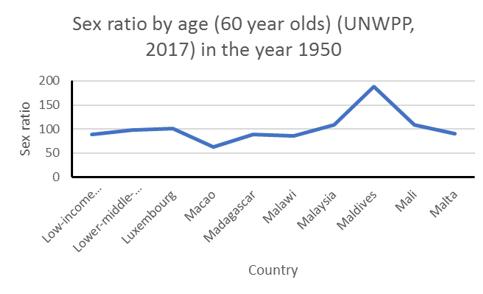 Sex ratio by age (60 year olds) (UNWPP,
2017) in the year 1950
200
150
100
50
0
Sex ratio
Low-income...
Lower-middle-...
Luxembourg
Macao
Madagascar
Malawi
Malaysia
Maldives
Mali
Malta
Country